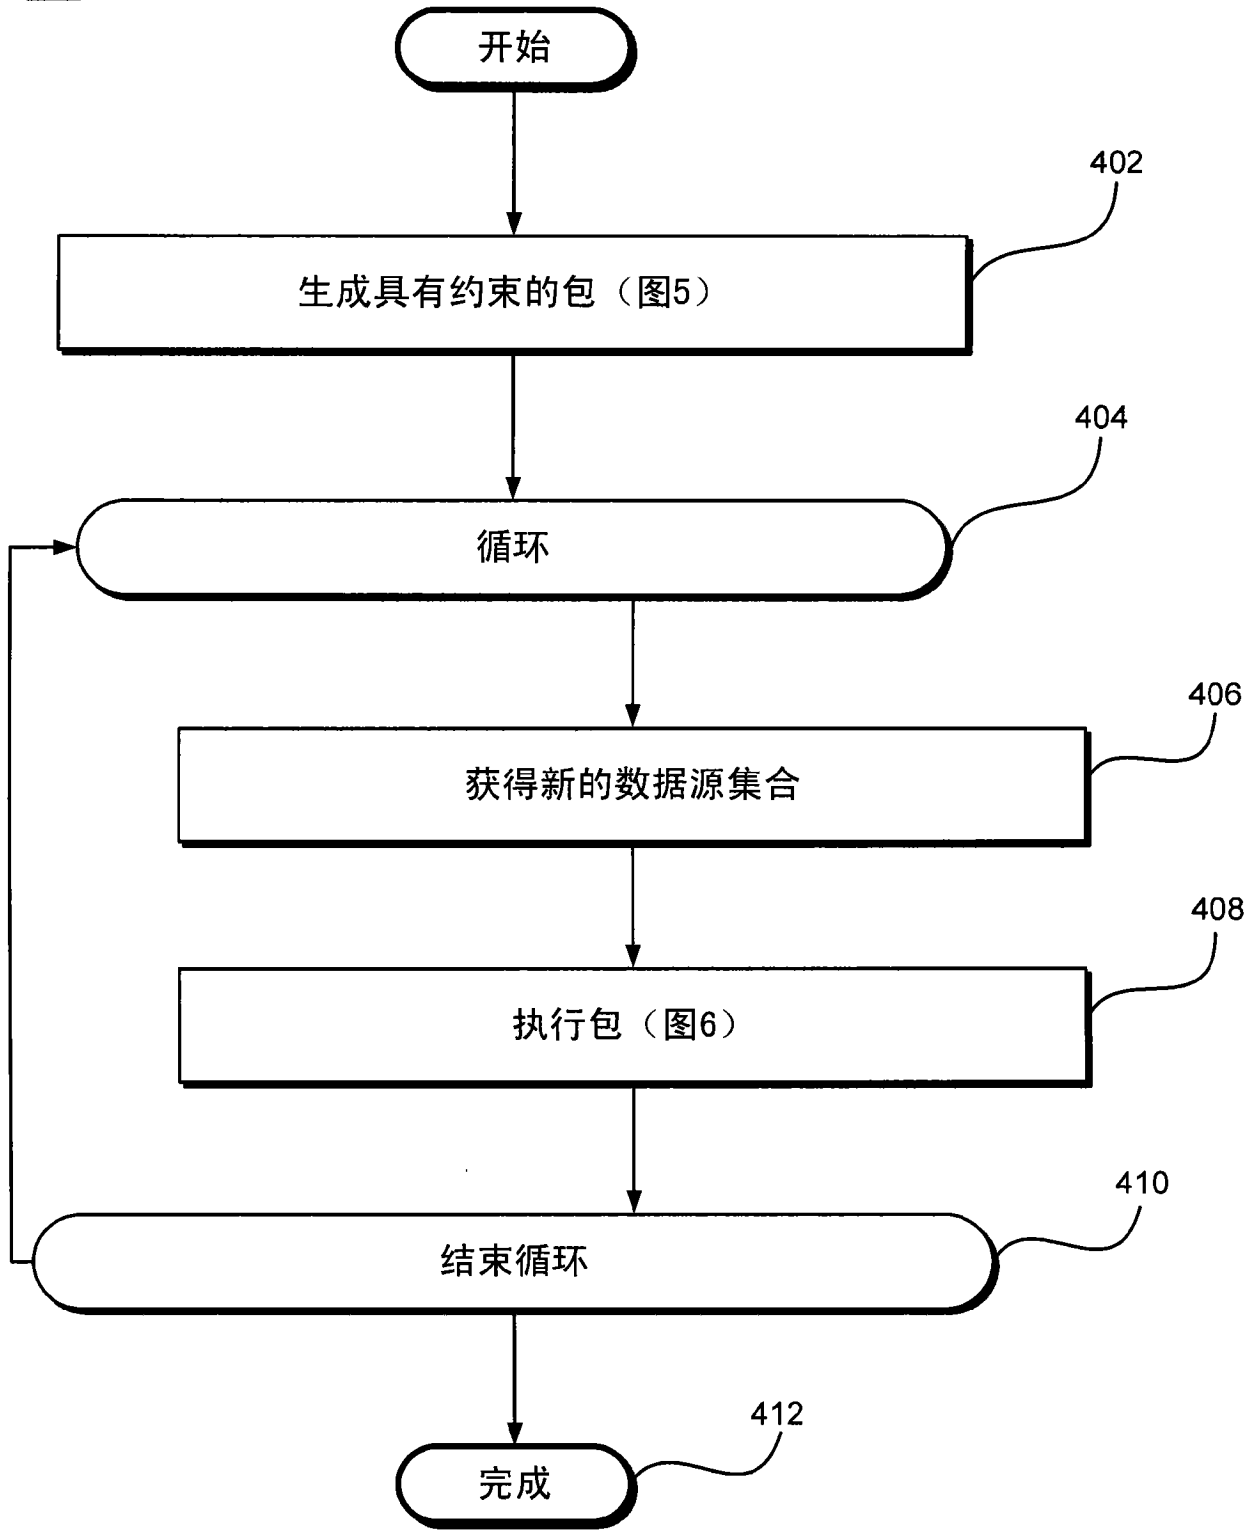 开始
402
生成具有约束的包（图5）
404
循环
406
获得新的数据源集合
408
执行包（图6）
410
结束循环
412
完成